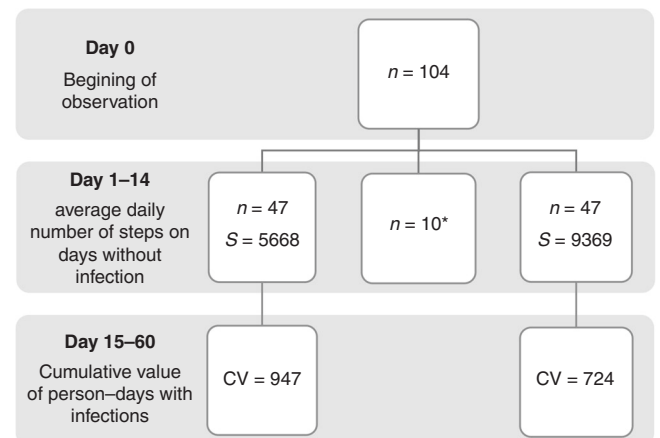 Day 0
Begining of
observation
n = 104
Day 1–14
average daily
number of steps on
days without
infection
n = 47
S = 5668
n = 10*
n = 47
S = 9369
Day 15–60
Cumulative value
of person–days with
infections
CV = 947
CV = 724